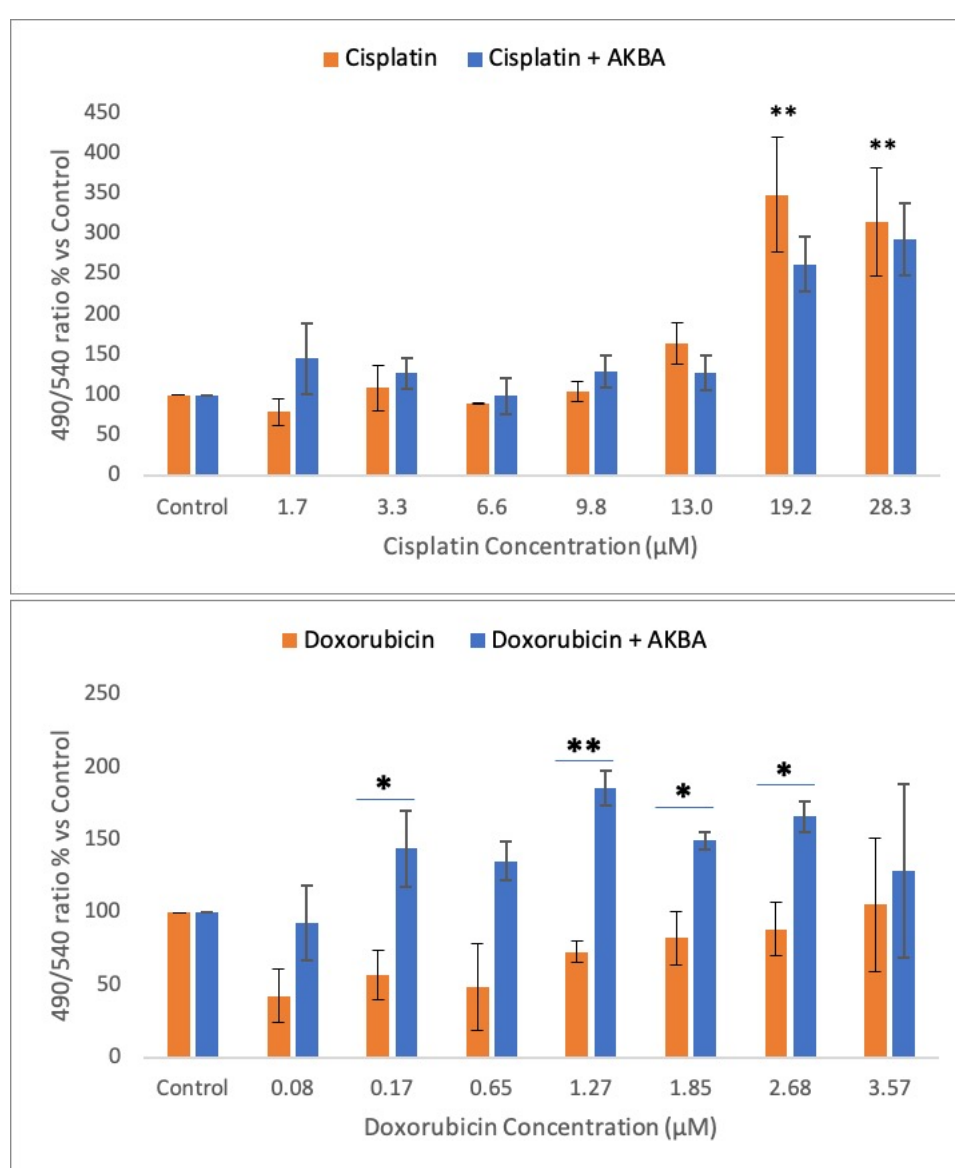 Cisplatin Cisplatin + AKBA
490/540 ratio % vs Control
450
400
350
300
250
200
150
100
50
0
** **
Control 1.7 3.3 6.6 9.8 13.0 19.2 28.3
Cisplatin Concentration (µM)
Doxorubicin Doxorubicin + AKBA
490/540 ratio % vs Control
250
200
150
100
50
0
* ** * *
Control 0.08 0.17 0.65 1.27 1.85 2.68 3.57
Doxorubicin Concentration (µM)